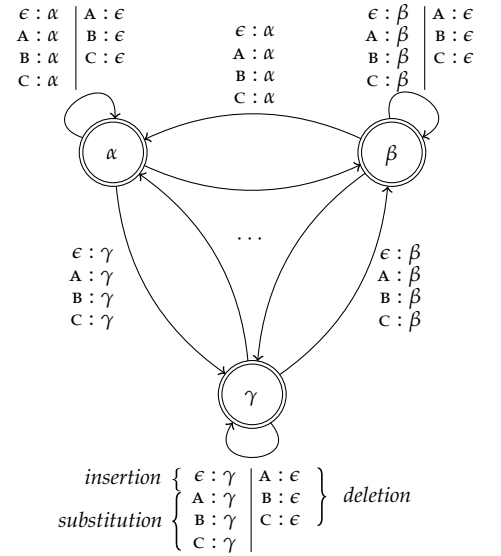 ϵ : α | A : ϵ
A : α | B : ϵ
B : α | C : ϵ
C : α
ϵ : α
A : α
B : α
C : α
ϵ : β | A : ϵ
A : β | B : ϵ
B : β | C : ϵ
C : β
α
β
...
ϵ : γ
A : γ
B : γ
C : γ
ϵ : β
A : β
B : β
C : β
γ
insertion { ϵ : γ | A : ϵ
A : γ | B : ϵ } deletion
substitution { B : γ | C : ϵ
C : γ